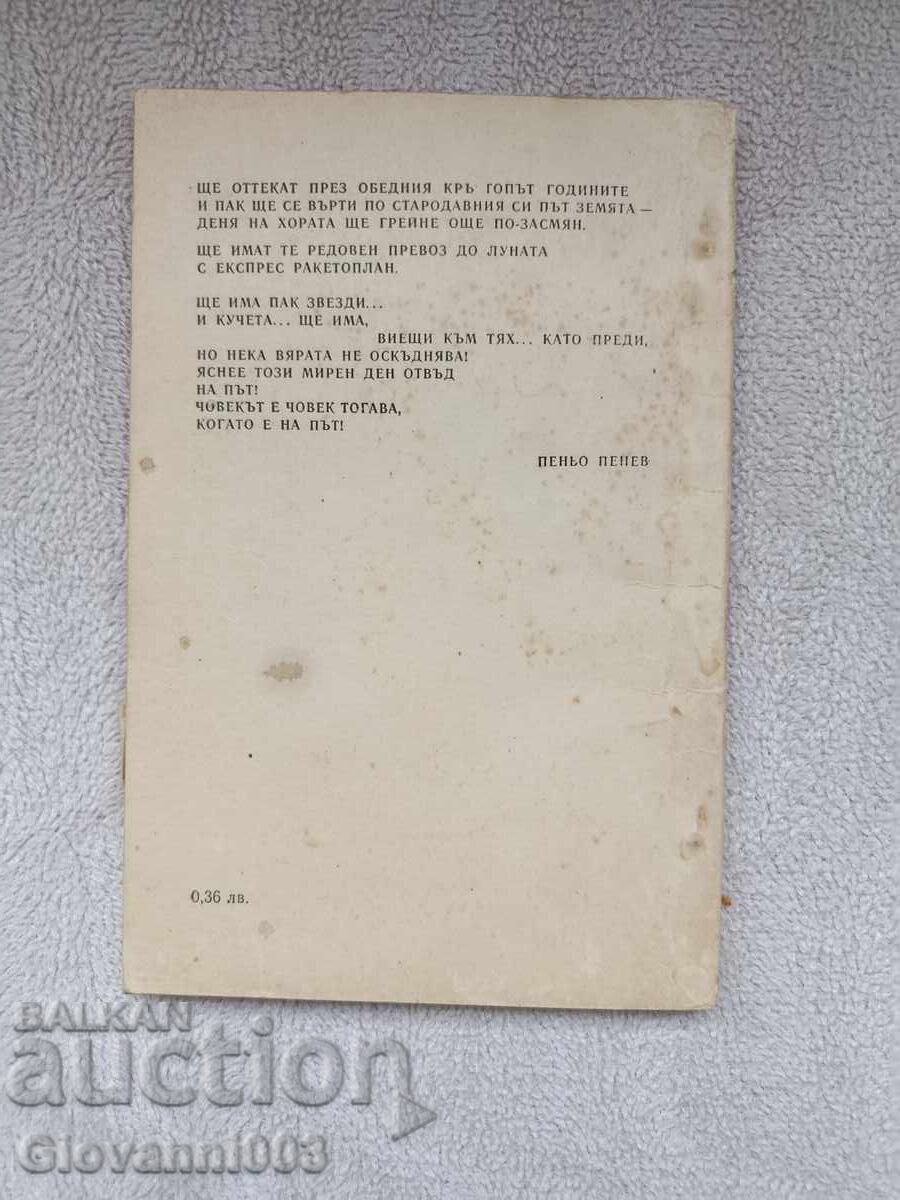 ЩЕ ОТТЕКАТ ПРЕЗ ОБЕДНИЯ КРЬГОПЪТ ГОДИНИТЕ
И ПАК ЩЕ СЕ ВЪРТИ ПО СТАРОДАВНИЯ СИ ПЪТ ЗЕМЯТА —
ДЕНЯ НА ХОРАТА ЩЕ ГРЕЙНЕ ОЩЕ ПО-ЗАСМЯН.
ЩЕ ИМАТ ТЕ РЕДОВЕН ПРЕВОЗ ДО ЛУНАТА
С ЕКСПРЕС РАКЕТОПЛАН.
ЩЕ ИМА ПАК ЗВЕЗДИ...
И КУЧЕТА... ЩЕ ИМА,
ВИЕЩИ КЪМ ТЯХ... КАТО ПРЕДИ,
НО НЕКА ВЯРАТА НЕ ОСКЪДНЯВА!
ЯСНЕЕ ТОЗИ МИРЕН ДЕН ОТВЪД
НА ПЪТ!
ЧОВЕКЪТ Е ЧОВЕК ТОГАВА,
КОГАТО Е НА ПЪТ!
ПЕНЬО ПЕНЕВ
0,36 лв.
BALKAN
auction
Giovanni003